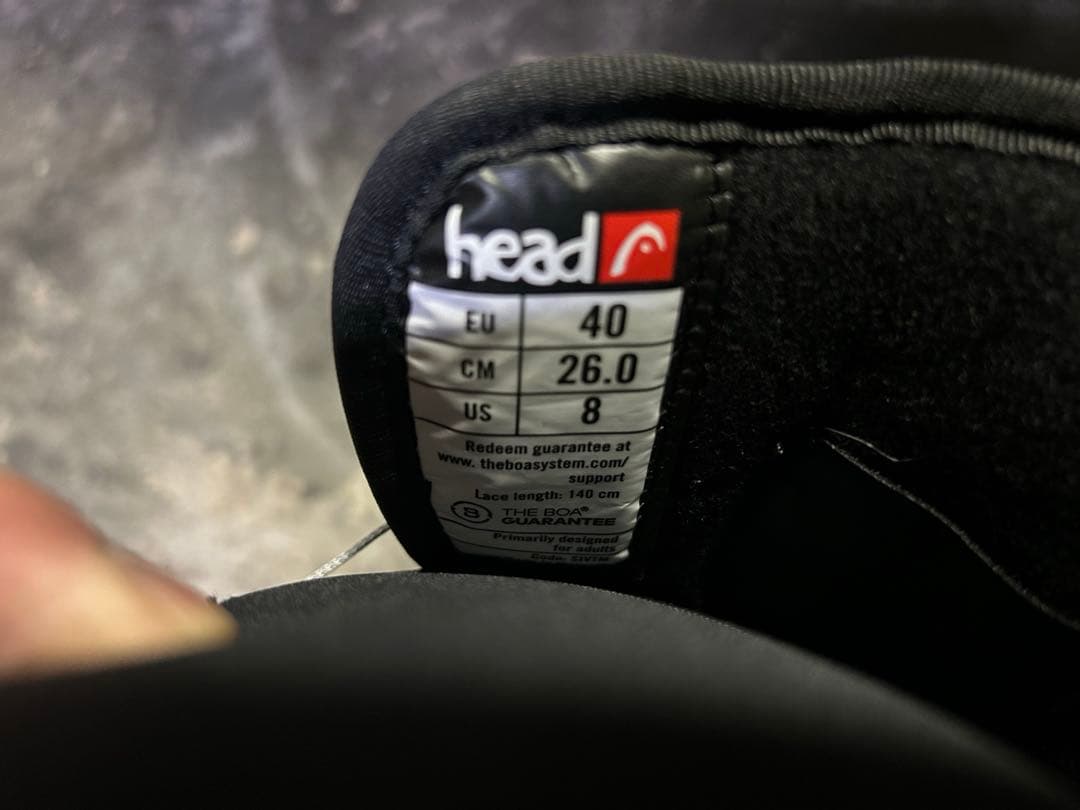 head
EU 40
CM 26.0
US 8
Redeem guarantee at
www. theboasystem.com/
support
Lace length: 140 cm
B THE BOA®
GUARANTEE
Primarily designed
for adults
Code: